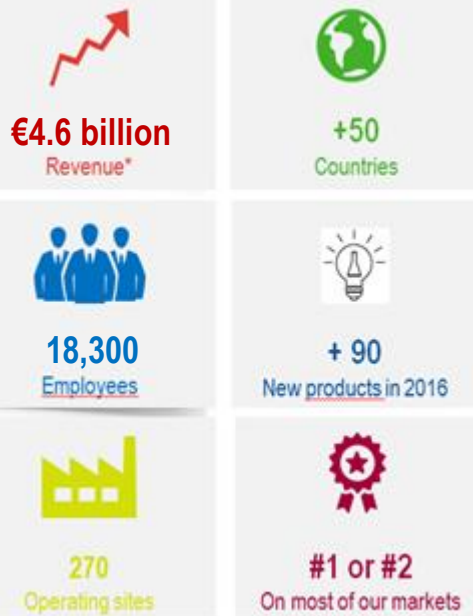 €4.6 billion
Revenue*
+50
Countries
18,300
Employees
+ 90
New products in 2016
270
Operating sites
#1 or #2
On most of our markets